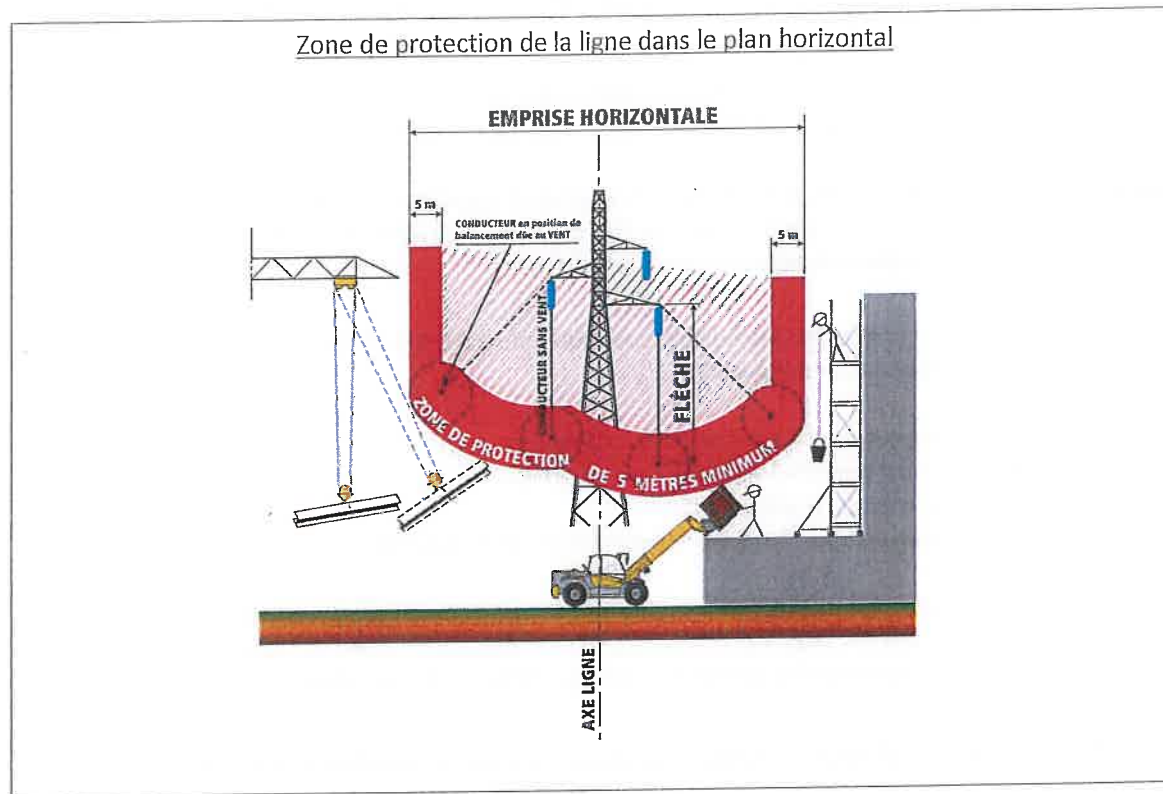 Zone de protection de la ligne dans le plan horizontal
EMPRISE HORIZONTALE
5 m
CONDUCTEUR en position de
balancement dûe au VENT
5 m
CONDUCTEUR SANS VENT
FLÈCHE
ZONE DE PROTECTION DE 5 MÈTRES MINIMUM
AXE LIGNE